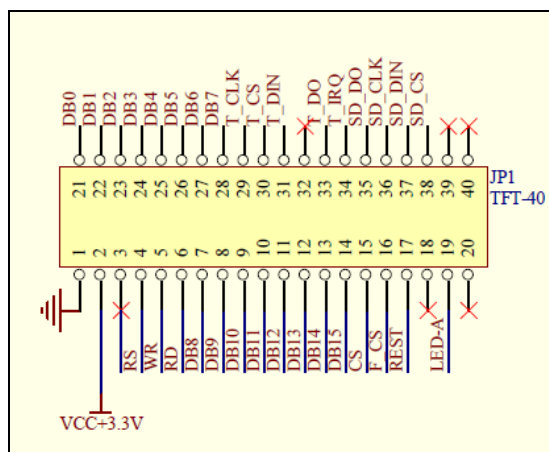 DB0
DB1
DB2
DB3
DB4
DB5
DB6
DB7
T_CLK
T_CS
T_DIN
T_DO
T_IRQ
SD_DO
SD_CLK
SD_DIN
SD_CS
21 22 23 24 25 26 27 28 29 30 31 32 33 34 35 36 37 38 39 40
JP1
TFT-40
1 2 3 4 5 6 7 8 9 10 11 12 13 14 15 16 17 18 19 20
RS
WR
RD
DB8
DB9
DB10
DB11
DB12
DB13
DB14
DB15
CS
F_CS
REST
LED-A
VCC+3.3V